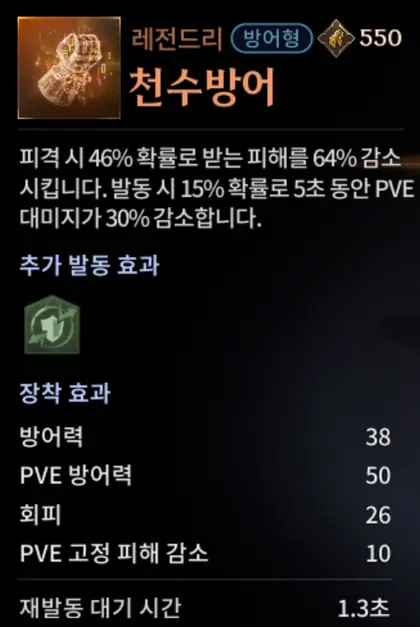 레전드리 방어형 550
천수방어
피격 시 46% 확률로 받는 피해를 64% 감소
시킵니다. 발동 시 15% 확률로 5초 동안 PVE
대미지가 30% 감소합니다.
추가 발동 효과
장착 효과
방어력 38
PVE 방어력 50
회피 26
PVE 고정 피해 감소 10
재발동 대기 시간 1.3초